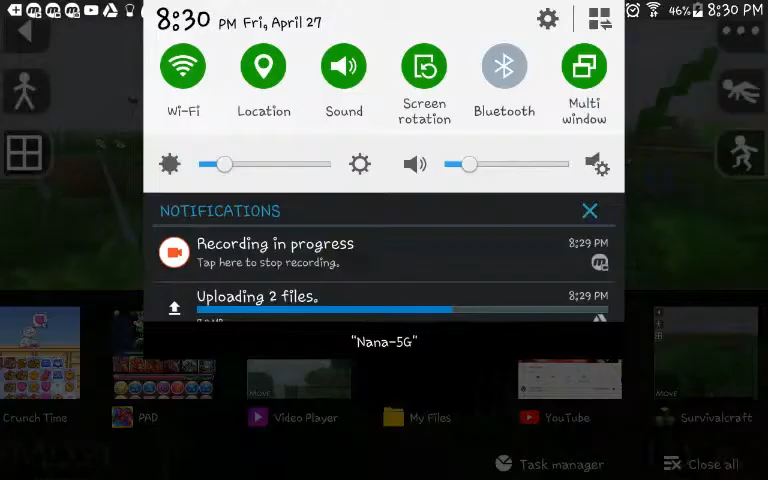 8:30 PM Fri, April 27
46% 8:30 PM
Wi-Fi
Location
Sound
Screen rotation
Bluetooth
Multi window
NOTIFICATIONS
Recording in progress
8:29 PM
Tap here to stop recording.
Uploading 2 files.
8:29 PM
"Nana-5G"
MOVE
MOVE
Crunch Time
PAD
Video Player
My Files
YouTube
Survivalcraft
Task manager
Close all